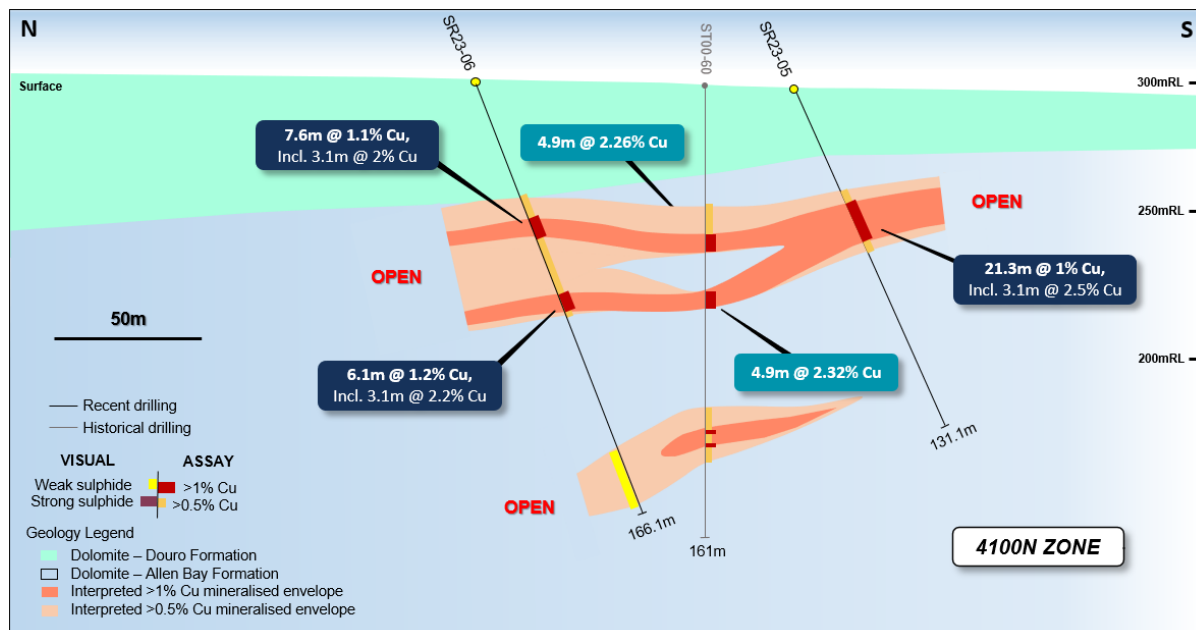 N
S
SR23-06
ST00-60
SR23-05
Surface
300mRL
7.6m @ 1.1% Cu,
Incl. 3.1m @ 2% Cu
4.9m @ 2.26% Cu
OPEN
250mRL
OPEN
21.3m @ 1% Cu,
Incl. 3.1m @ 2.5% Cu
50m
200mRL
6.1m @ 1.2% Cu,
Incl. 3.1m @ 2.2% Cu
4.9m @ 2.32% Cu
Recent drilling
Historical drilling
131.1m
VISUAL ASSAY
Weak sulphide >1% Cu
Strong sulphide >0.5% Cu
OPEN
166.1m
161m
Geology Legend
Dolomite – Douro Formation
Dolomite – Allen Bay Formation
Interpreted >1% Cu mineralised envelope
Interpreted >0.5% Cu mineralised envelope
4100N ZONE